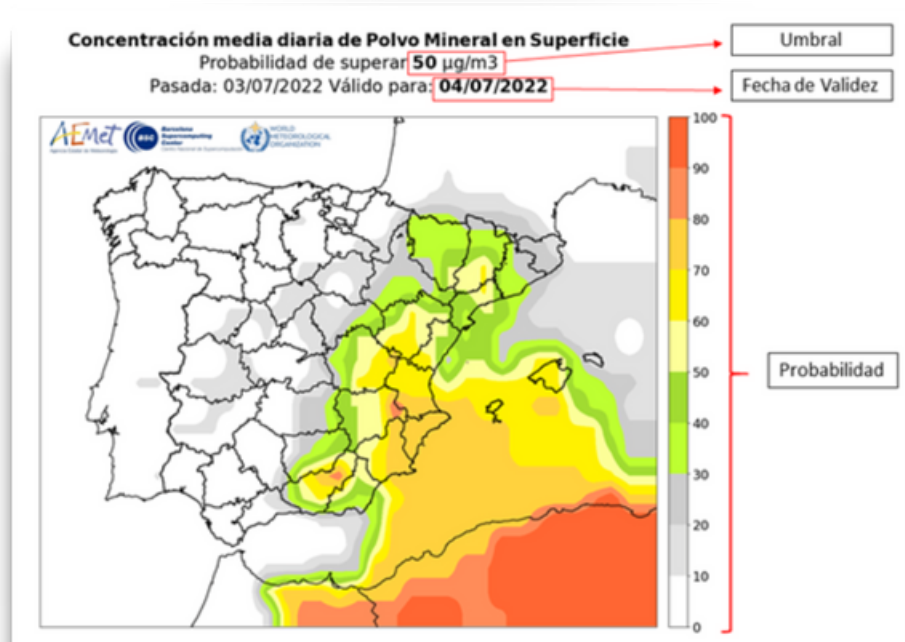 Concentración media diaria de Polvo Mineral en Superficie
Probabilidad de superar 50 µg/m3
Pasada: 03/07/2022 Válido para: 04/07/2022
Umbral
Fecha de Validez
AEMet
BSC
Barcelona
Supercomputing
Center
WORLD
METEOROLOGICAL
ORGANIZATION
100
90
80
70
60
50
40
30
20
10
0
Probabilidad